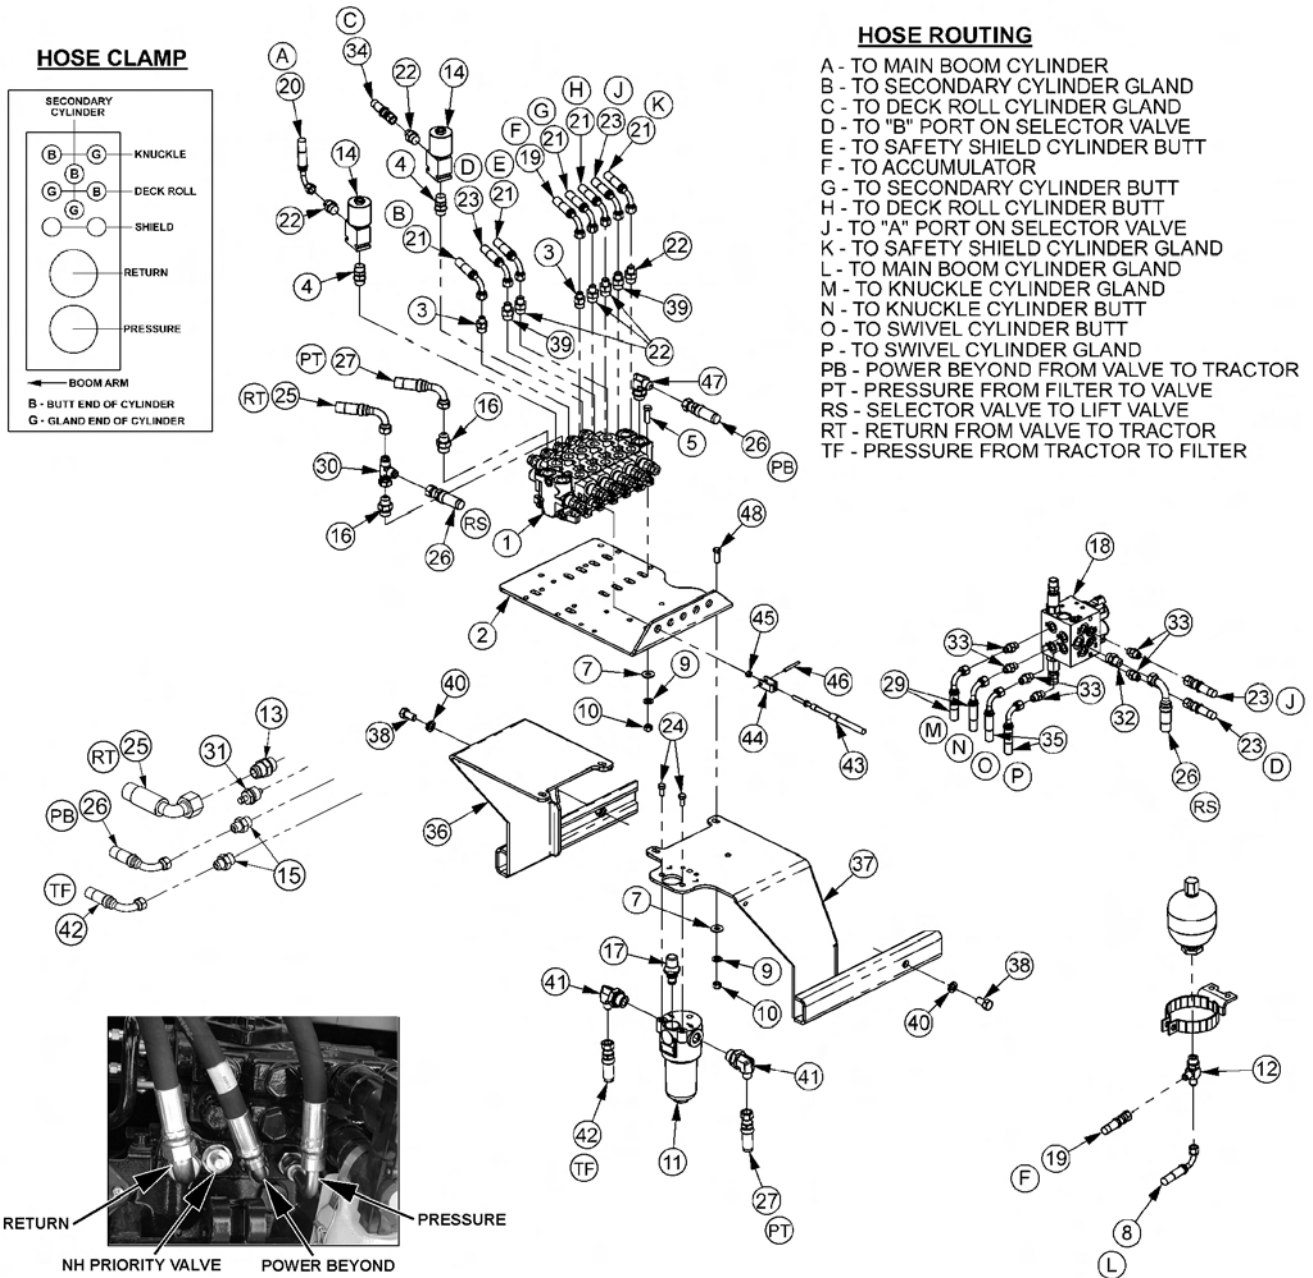 HOSE CLAMP
SECONDARY
CYLINDER
B G KNUCKLE
B
G B DECK ROLL
G
SHIELD
RETURN
PRESSURE
BOOM ARM
B - BUTT END OF CYLINDER
G - GLAND END OF CYLINDER
HOSE ROUTING
A - TO MAIN BOOM CYLINDER
B - TO SECONDARY CYLINDER GLAND
C - TO DECK ROLL CYLINDER GLAND
D - TO "B" PORT ON SELECTOR VALVE
E - TO SAFETY SHIELD CYLINDER BUTT
F - TO ACCUMULATOR
G - TO SECONDARY CYLINDER BUTT
H - TO DECK ROLL CYLINDER BUTT
J - TO "A" PORT ON SELECTOR VALVE
K - TO SAFETY SHIELD CYLINDER GLAND
L - TO MAIN BOOM CYLINDER GLAND
M - TO KNUCKLE CYLINDER GLAND
N - TO KNUCKLE CYLINDER BUTT
O - TO SWIVEL CYLINDER BUTT
P - TO SWIVEL CYLINDER GLAND
PB - POWER BEYOND FROM VALVE TO TRACTOR
PT - PRESSURE FROM FILTER TO VALVE
RS - SELECTOR VALVE TO LIFT VALVE
RT - RETURN FROM VALVE TO TRACTOR
TF - PRESSURE FROM TRACTOR TO FILTER
C
34
22
14
A
20
14
4
22
4
D
E
23
21
B
21
3
39
22
H
J
K
G
21
23
21
F
21
19
3
22
39
47
5
26
PB
PT
27
RT
25
16
30
16
26
RS
1
48
2
7
9
10
45
46
44
43
18
33
33
29
33
32
23
J
M
N
O
35
P
23
D
26
RS
38
40
24
13
31
RT
25
PB
26
15
TF
42
36
37
7
17
9
10
41
41
40
38
42
TF
11
27
PT
12
19
F
8
L
RETURN
NH PRIORITY VALVE
POWER BEYOND
PRESSURE